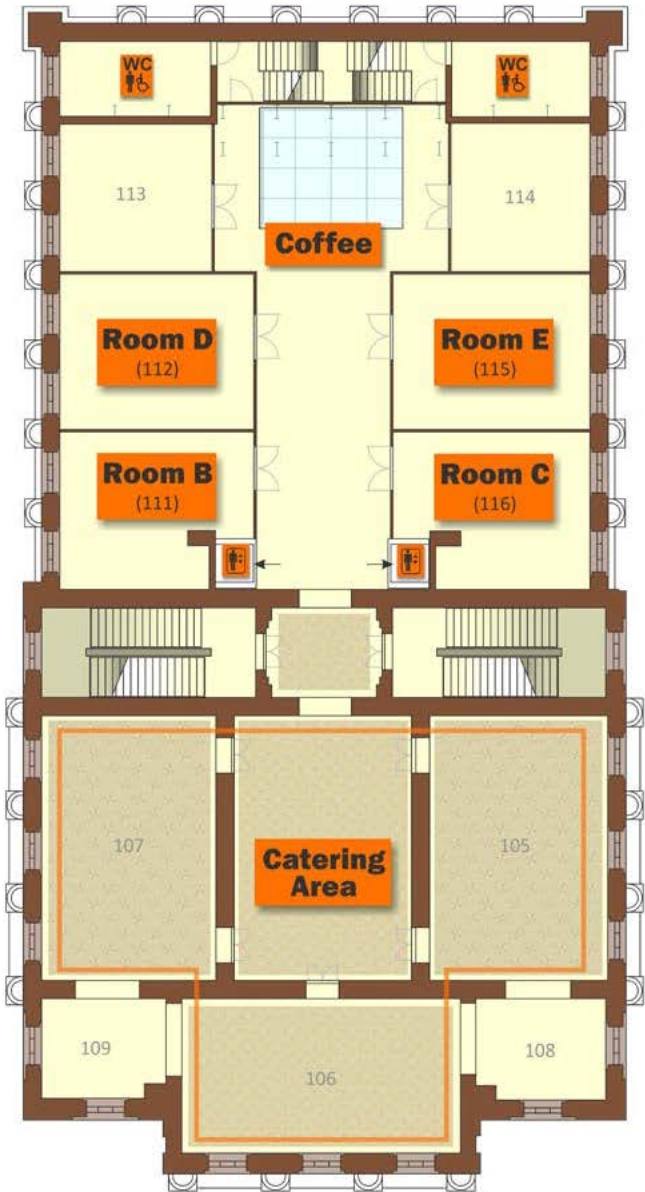 WC
WC
113
114
Coffee
Room D
(112)
Room E
(115)
Room B
(111)
Room C
(116)
107
105
Catering
Area
109
108
106